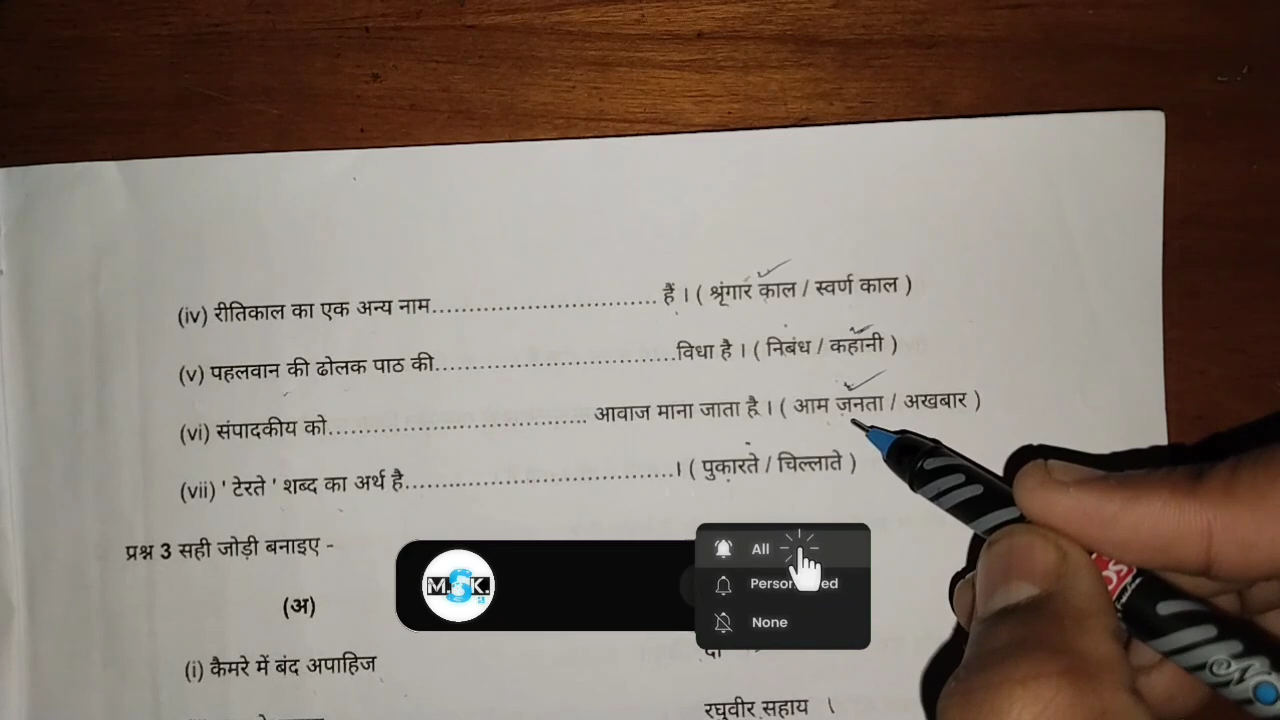 (iv) रीतिकाल का एक अन्य नाम................................ हैं । ( श्रृंगार काल / स्वर्ण काल )
(v) पहलवान की ढोलक पाठ की...................................विधा है । ( निबंध / कहानी )
(vi) संपादकीय को..................................... आवाज माना जाता है । ( आम जनता / अखबार )
(vii) ' टेरते ' शब्द का अर्थ है.......................................। ( पुकारते / चिल्लाते )
प्रश्न 3 सही जोड़ी बनाइए -
(अ)
(i) कैमरे में बंद अपाहिज
रघुवीर सहाय
M.S.K.
All
None